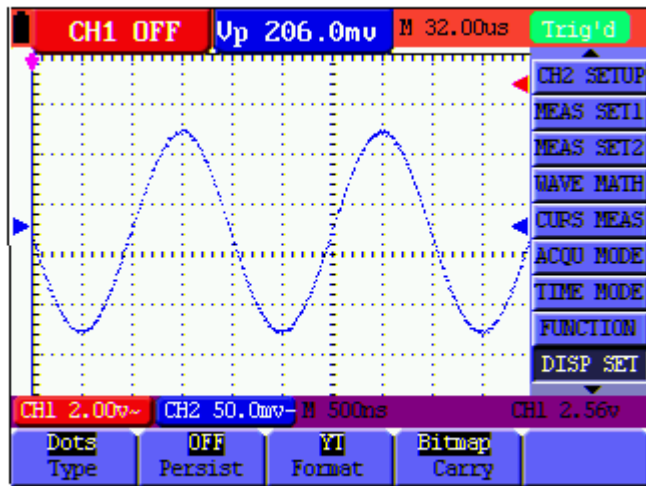 CH1 OFF
Vp 206.0mv
M 32.00us
Trig'd
CH2 SETUP
MEAS SET1
MEAS SET2
WAVE MATH
CURS MEAS
ACQU MODE
TIME MODE
FUNCTION
DISP SET
CH1 2.00v~
CH2 50.0mv-
M 500ns
CH1 2.56v
Dots
Type
OFF
Persist
YT
Format
Bitmap
Carry